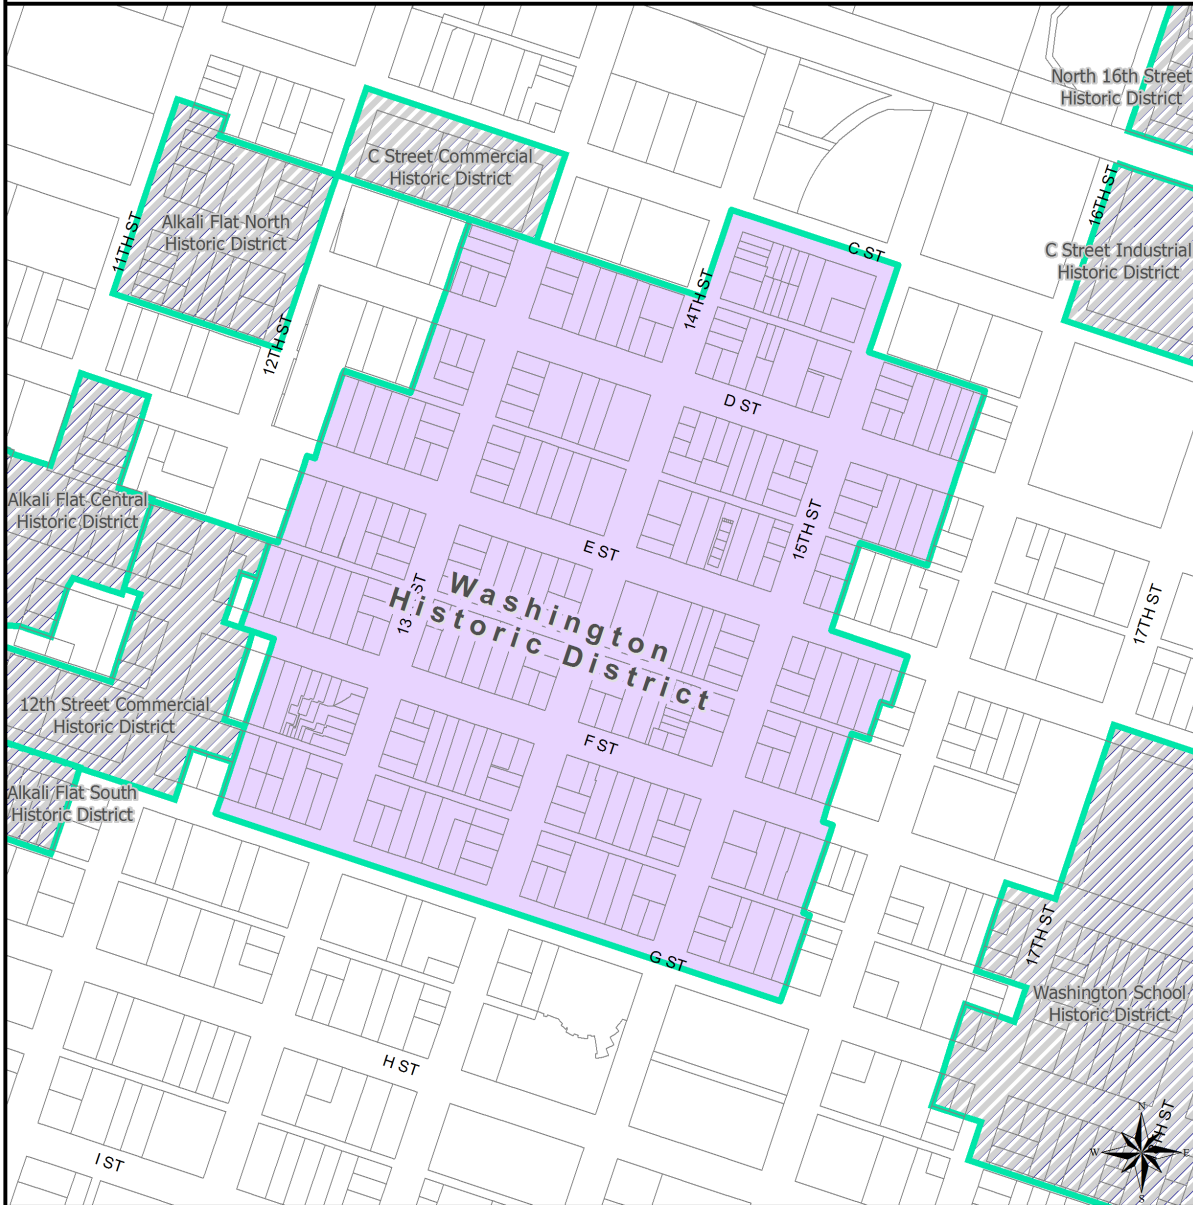 North 16th Street
Historic District
C Street Commercial
Historic District
16TH ST
Alkali Flat North
Historic District
11TH ST
C ST
C Street Industrial
Historic District
14TH ST
12TH ST
D ST
Alkali Flat Central
Historic District
15TH ST
E ST
13 ST
Washington
Historic District
17TH ST
12th Street Commercial
Historic District
F ST
Alkali Flat South
Historic District
17TH ST
G ST
Washington School
Historic District
H ST
I ST
TH ST
N
W
E
S